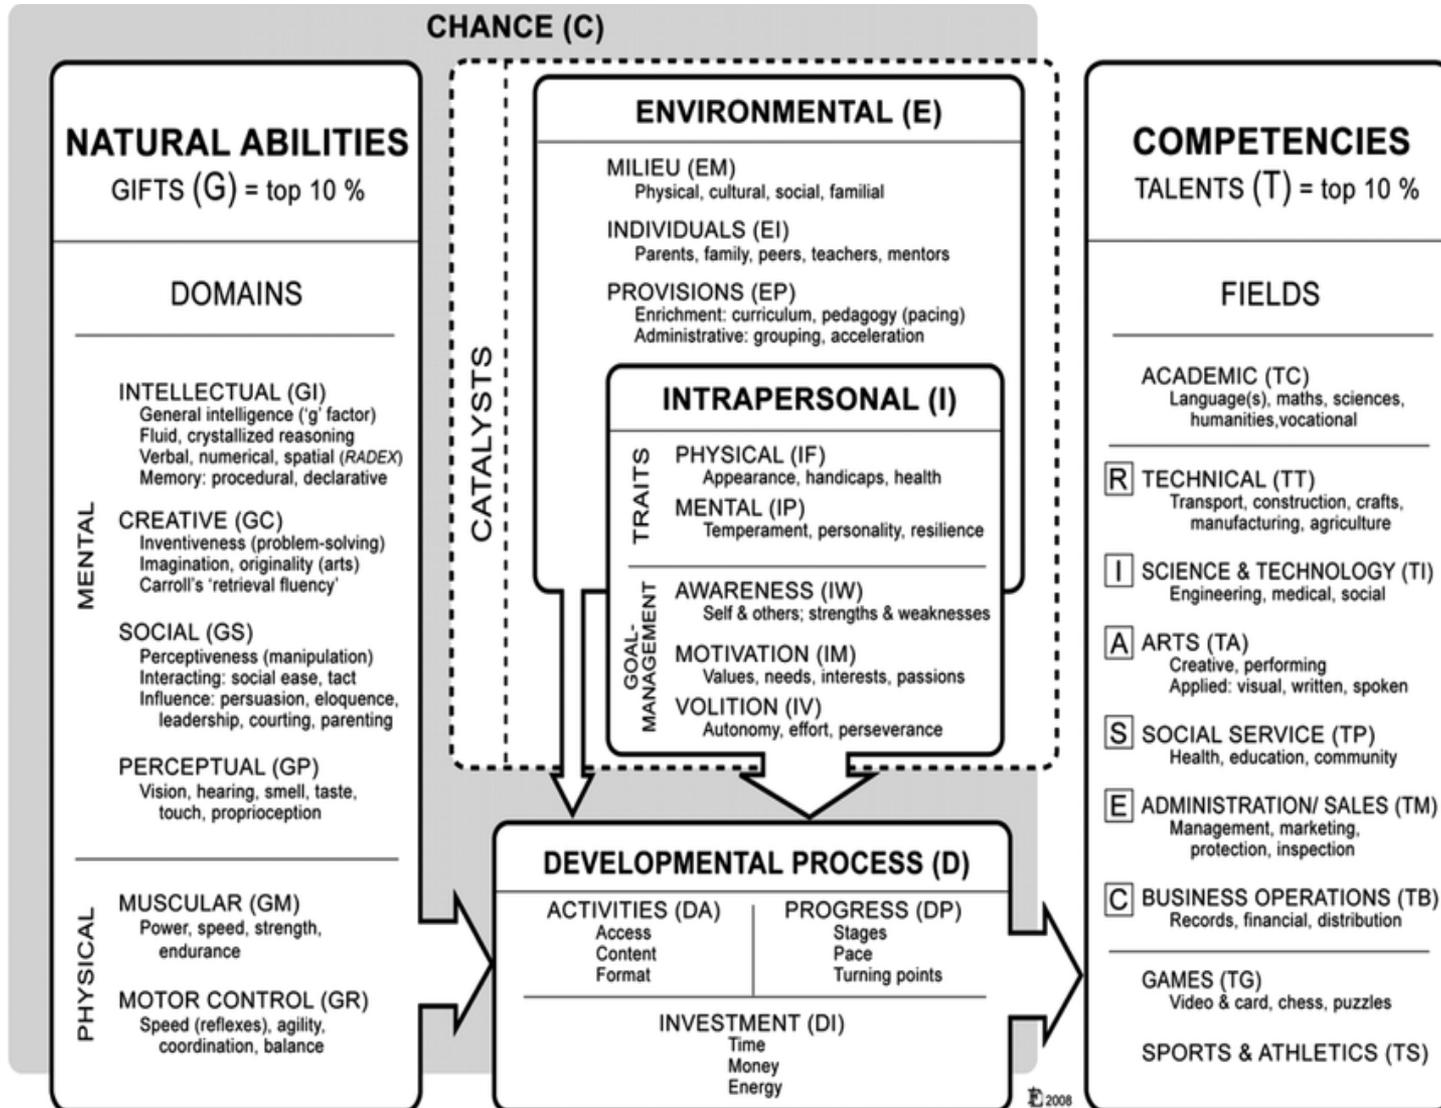 CHANCE (C)
NATURAL ABILITIES
GIFTS (G) = top 10 %
DOMAINS
MENTAL
INTELLECTUAL (GI)
General intelligence (‘g’ factor)
Fluid, crystallized reasoning
Verbal, numerical, spatial (RADEX)
Memory: procedural, declarative
CREATIVE (GC)
Inventiveness (problem-solving)
Imagination, originality (arts)
Carroll's ‘retrieval fluency’
SOCIAL (GS)
Perceptiveness (manipulation)
Interacting: social ease, tact
Influence: persuasion, eloquence,
leadership, courting, parenting
PERCEPTUAL (GP)
Vision, hearing, smell, taste,
touch, proprioception
PHYSICAL
MUSCULAR (GM)
Power, speed, strength,
endurance
MOTOR CONTROL (GR)
Speed (reflexes), agility,
coordination, balance
CATALYSTS
ENVIRONMENTAL (E)
MILIEU (EM)
Physical, cultural, social, familial
INDIVIDUALS (EI)
Parents, family, peers, teachers, mentors
PROVISIONS (EP)
Enrichment: curriculum, pedagogy (pacing)
Administrative: grouping, acceleration
INTRAPERSONAL (I)
TRAITS
PHYSICAL (IF)
Appearance, handicaps, health
MENTAL (IP)
Temperament, personality, resilience
GOAL-
MANAGEMENT
AWARENESS (IW)
Self & others; strengths & weaknesses
MOTIVATION (IM)
Values, needs, interests, passions
VOLITION (IV)
Autonomy, effort, perseverance
DEVELOPMENTAL PROCESS (D)
ACTIVITIES (DA)
Access
Content
Format
PROGRESS (DP)
Stages
Pace
Turning points
INVESTMENT (DI)
Time
Money
Energy
2008
COMPETENCIES
TALENTS (T) = top 10 %
FIELDS
ACADEMIC (TC)
Language(s), maths, sciences,
humanities,vocational
R TECHNICAL (TT)
Transport, construction, crafts,
manufacturing, agriculture
I SCIENCE & TECHNOLOGY (TI)
Engineering, medical, social
A ARTS (TA)
Creative, performing
Applied: visual, written, spoken
S SOCIAL SERVICE (TP)
Health, education, community
E ADMINISTRATION/ SALES (TM)
Management, marketing,
protection, inspection
C BUSINESS OPERATIONS (TB)
Records, financial, distribution
GAMES (TG)
Video & card, chess, puzzles
SPORTS & ATHLETICS (TS)